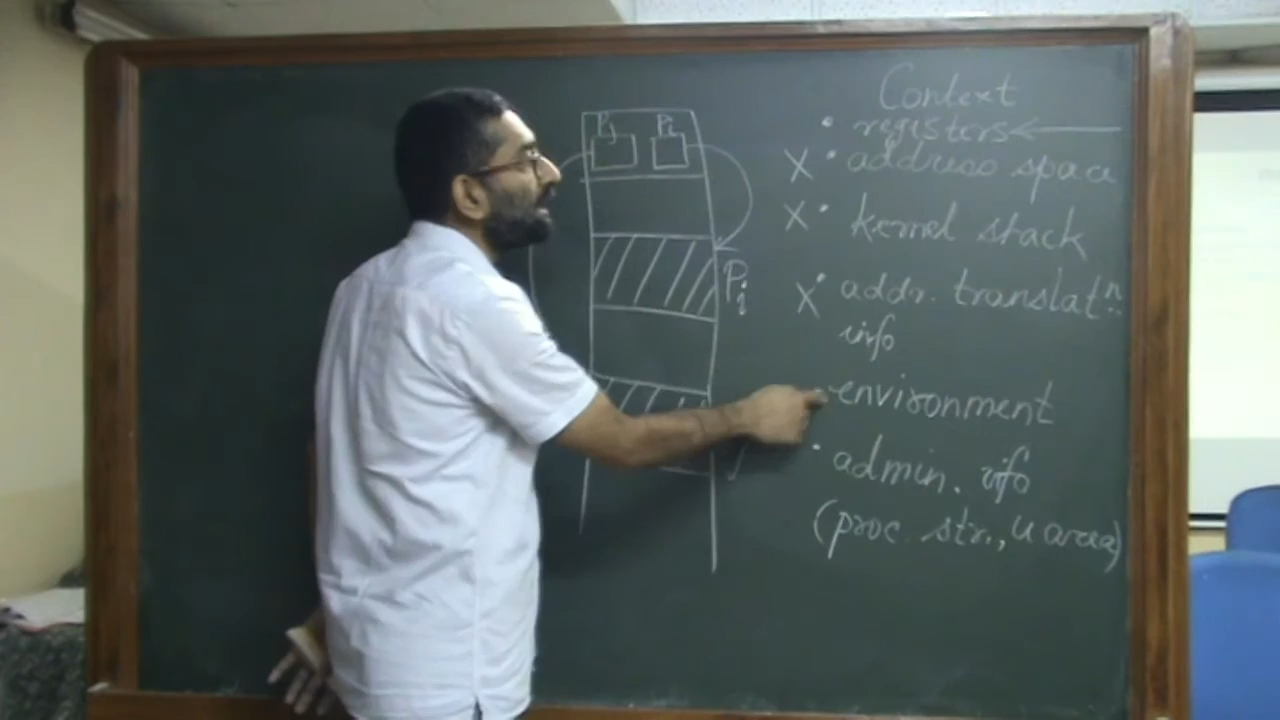 Context
• registers ←
X • address space
X • kernel stack
X • addr. translatⁿ
info
• environment
• admin. info
(proc. str., u area)
Pj Pi
Pi